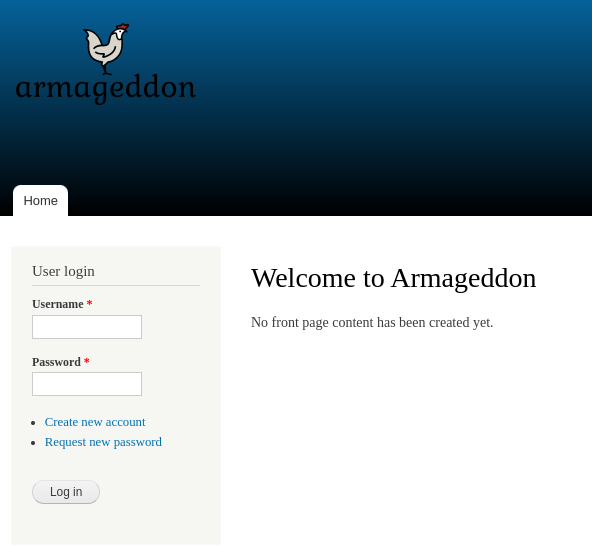 armageddon
Home
User login
Username *
Password *
Create new account
Request new password
Log in
Welcome to Armageddon
No front page content has been created yet.